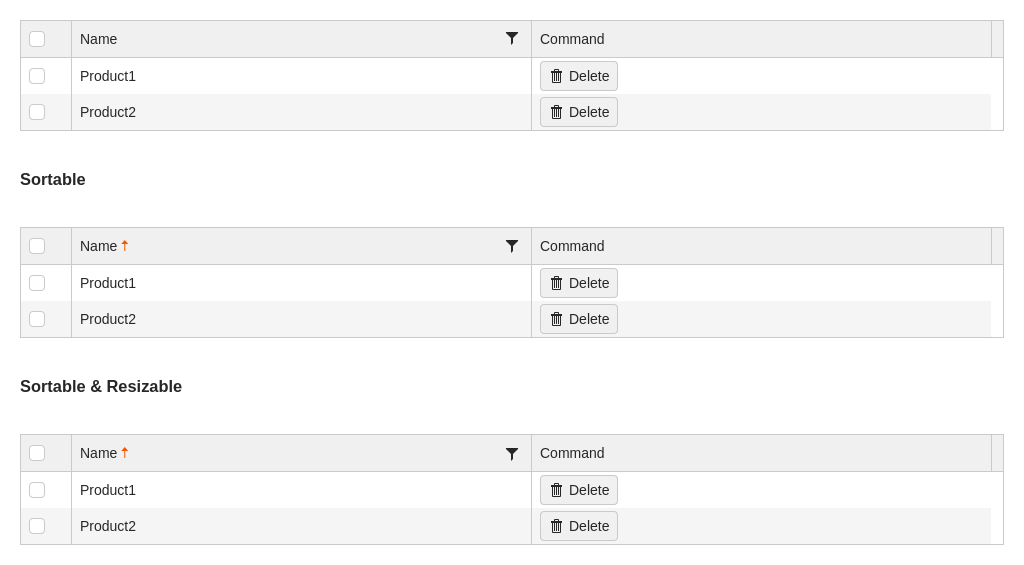 Name Command
Product1 Delete
Product2 Delete
Sortable
Name Command
Product1 Delete
Product2 Delete
Sortable & Resizable
Name Command
Product1 Delete
Product2 Delete